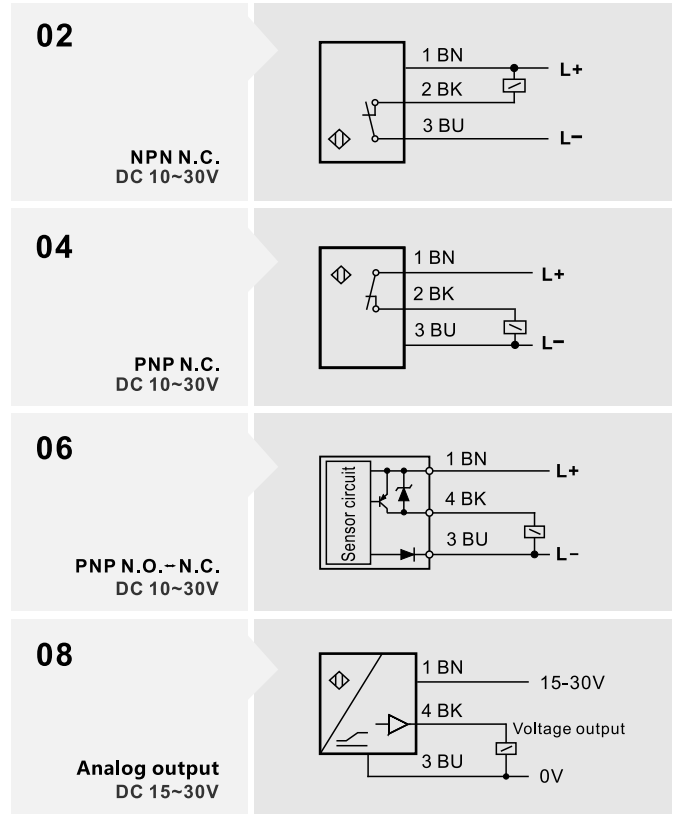 02
NPN N.C.
DC 10~30V
1 BN
2 BK
3 BU
L+
L−
04
PNP N.C.
DC 10~30V
1 BN
2 BK
3 BU
L+
L−
06
PNP N.O.-N.C.
DC 10~30V
Sensor circuit
1 BN
4 BK
3 BU
L+
L−
08
Analog output
DC 15~30V
1 BN
4 BK
3 BU
15-30V
Voltage output
0V